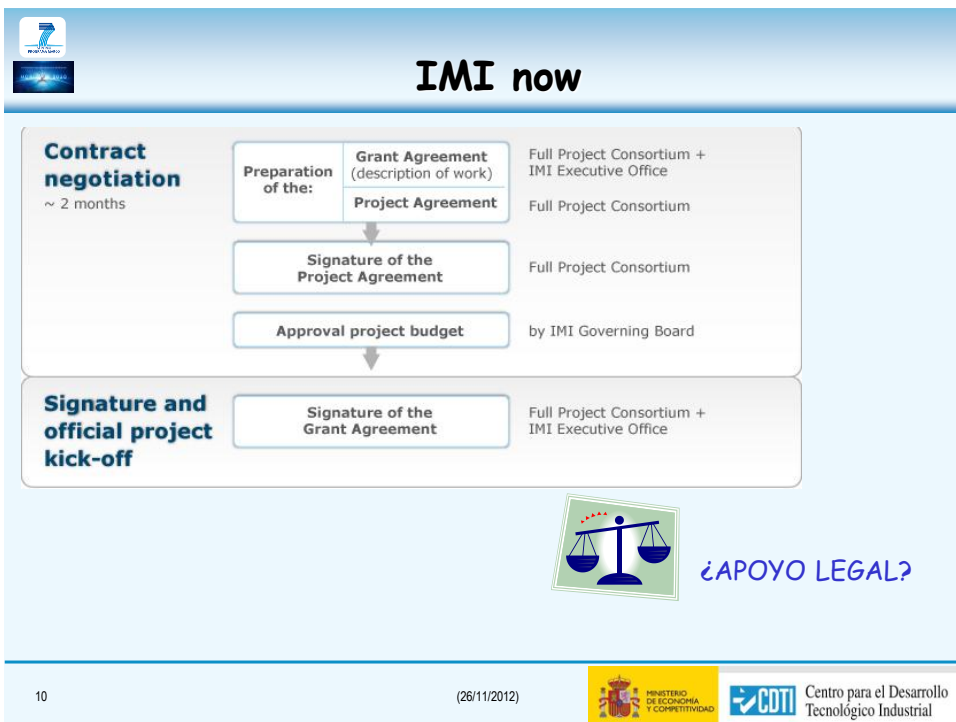 IMI now
Contract
negotiation
~ 2 months
Preparation
of the:
Grant Agreement
(description of work)
Project Agreement
Full Project Consortium +
IMI Executive Office
Full Project Consortium
Signature of the
Project Agreement
Full Project Consortium
Approval project budget
by IMI Governing Board
Signature and
official project
kick-off
Signature of the
Grant Agreement
Full Project Consortium +
IMI Executive Office
¿APOYO LEGAL?
10
(26/11/2012)
MINISTERIO
DE ECONOMÍA
Y COMPETITIVIDAD
CDTI
Centro para el Desarrollo
Tecnológico Industrial